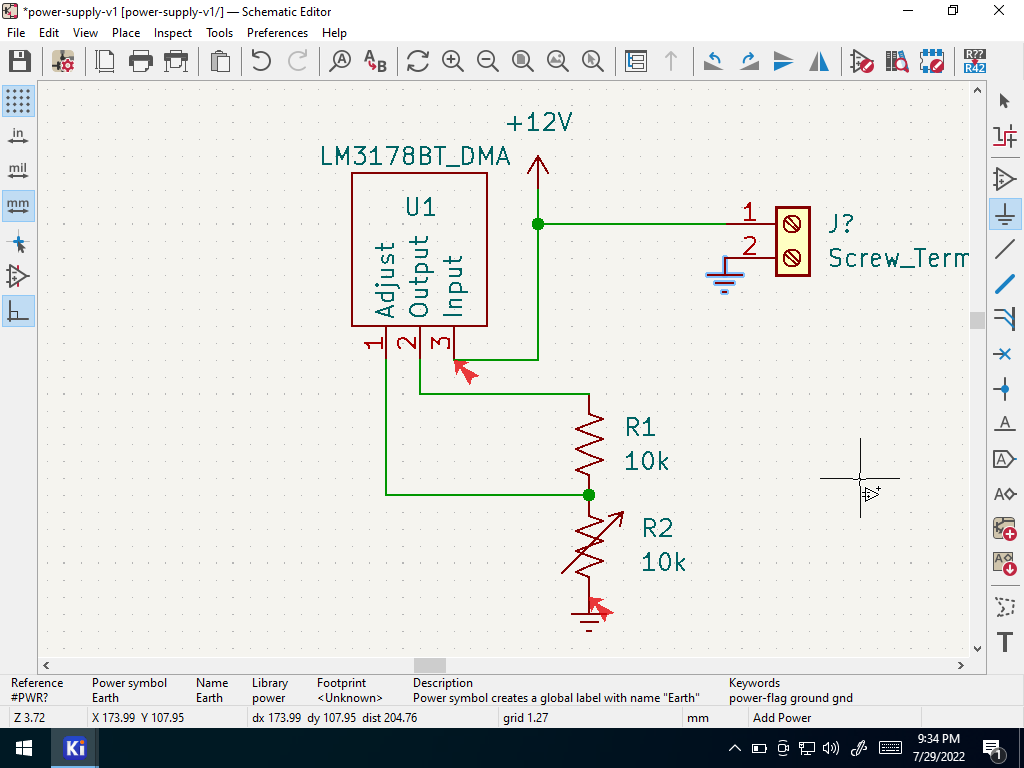 *power-supply-v1 [power-supply-v1/] — Schematic Editor
File Edit View Place Inspect Tools Preferences Help
A
A
B
R??
R42
in
mil
mm
+12V
LM3178BT_DMA
U1
Adjust
Output
Input
1
2
3
1
2
J?
Screw_Term
R1
10k
R2
10k
A
A
A
A
T
Reference Power symbol Name Library Footprint Description Keywords
#PWR? Earth Earth power <Unknown> Power symbol creates a global label with name "Earth" power-flag ground gnd
Z 3.72 X 173.99 Y 107.95 dx 173.99 dy 107.95 dist 204.76 grid 1.27 mm Add Power
Ki
9:34 PM
7/29/2022
1